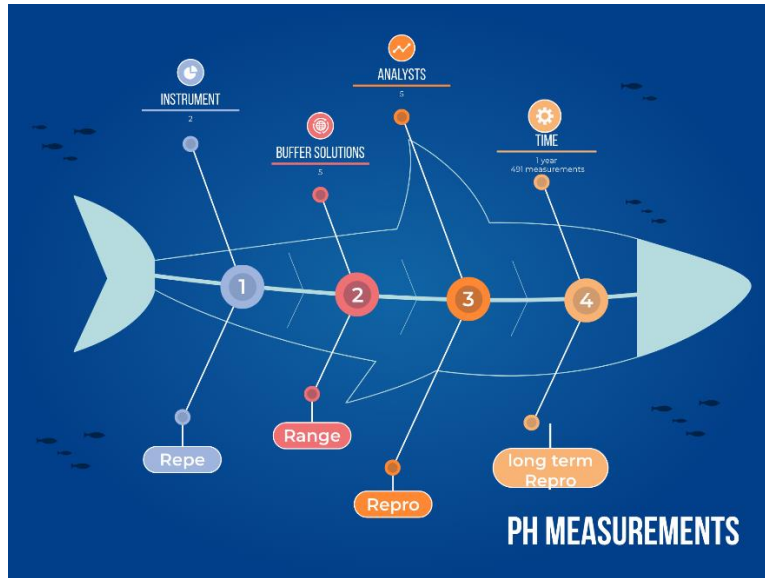 INSTRUMENT
2
BUFFER SOLUTIONS
5
ANALYSTS
5
TIME
1 year
491 measurements
1
2
3
4
Repe
Range
Repro
long term
Repro
PH MEASUREMENTS